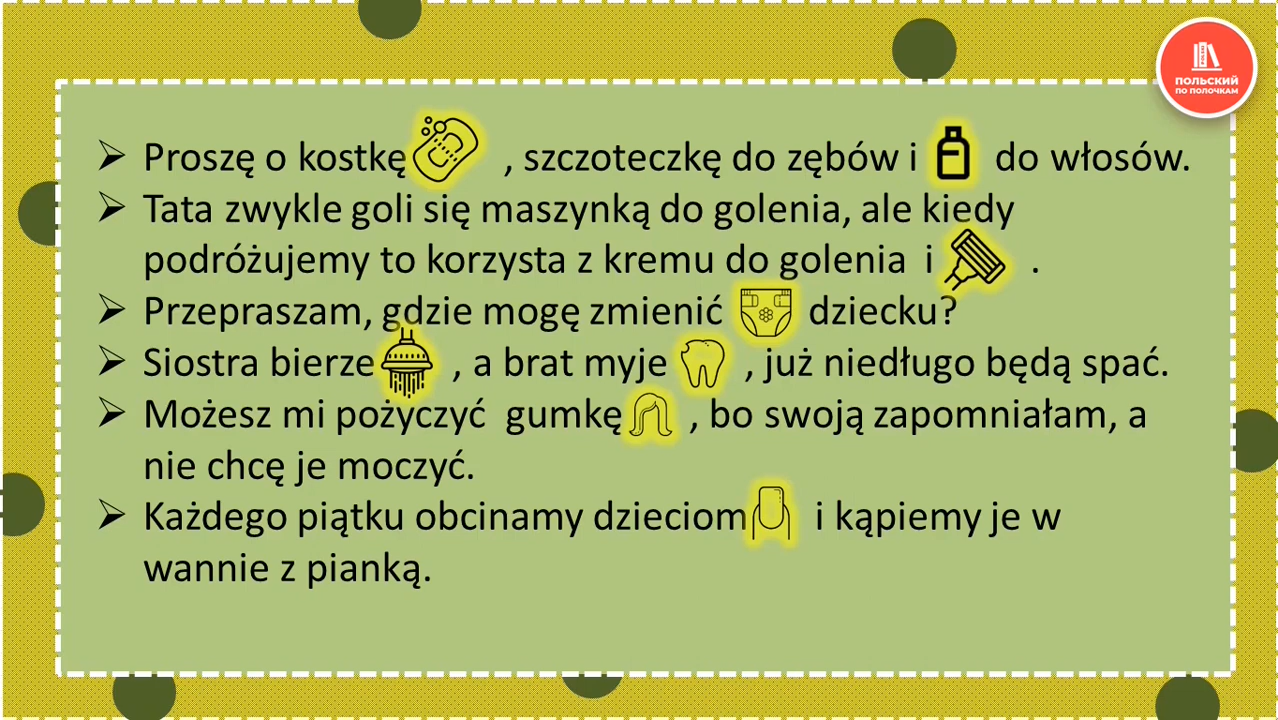 ПОЛЬСКИЙ
ПО ПОЛОЧКАМ
➢ Proszę o kostkę , szczoteczkę do zębów i do włosów.
➢ Tata zwykle goli się maszynką do golenia, ale kiedy
podróżujemy to korzysta z kremu do golenia i .
➢ Przepraszam, gdzie mogę zmienić dziecku?
➢ Siostra bierze , a brat myje , już niedługo będą spać.
➢ Możesz mi pożyczyć gumkę , bo swoją zapomniałam, a
nie chcę je moczyć.
➢ Każdego piątku obcinamy dzieciom i kąpiemy je w
wannie z pianką.